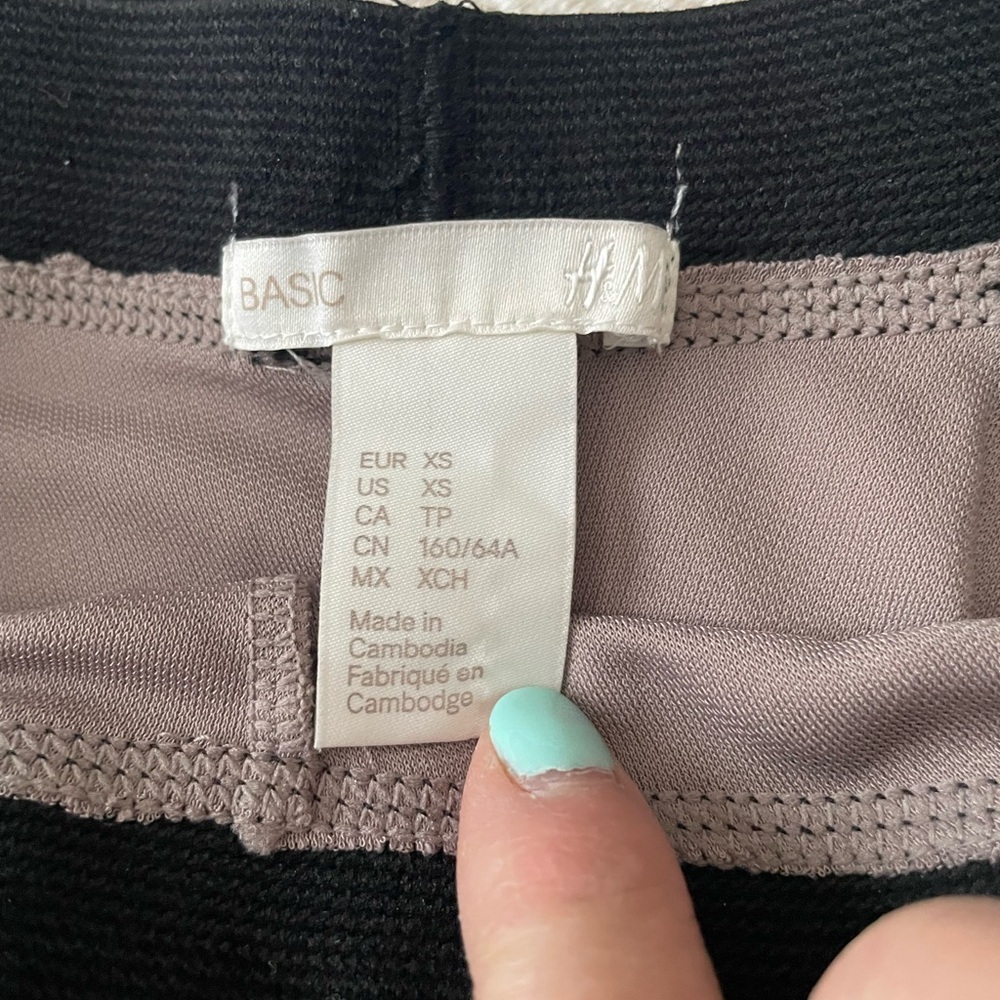 BASIC H&M
EUR XS
US XS
CA TP
CN 160/64A
MX XCH
Made in
Cambodia
Fabriqué en
Cambodge